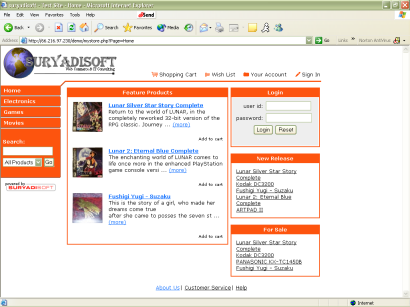 Suryadisoft - Test Site - Home - Microsoft Internet Explorer
File Edit View Favorites Tools Help
Send
Back Search Favorites Media
Address http://66.216.97.230/demo/mystore.php?Page=Home Go Links Norton AntiVirus
SURYADISOFT
Web Commerce & IT Consulting
Shopping Cart Wish List Your Account Sign In
Home
Electronics
Games
Movies
Search:
All Products Go
powered by
SURYADISOFT
Feature Products
Lunar Silver Star Story Complete
Return to the world of LUNAR, in the
completely reworked 32-bit version of the
RPG classic. Journey ... (more)
Add to cart
Lunar 2: Eternal Blue Complete
The enchanting world of LUNAR comes to
life once more in the enhanced PlayStation
game console versi ... (more)
Add to cart
Fushigi Yugi - Suzaku
This is the story of a girl, who made her
dreams come true
after she came to posses the seven st ...
(more)
Add to cart
Login
user id:
password:
Login Reset
New Release
Lunar Silver Star Story
Complete
Kodak DC3200
Fushigi Yugi - Suzaku
Lunar 2: Eternal Blue
Complete
ARTPAD II
For Sale
Lunar Silver Star Story
Complete
Kodak DC3200
PANASONIC KX-TC1450B
Fushigi Yugi - Suzaku
About Us | Customer Service | Help
Internet